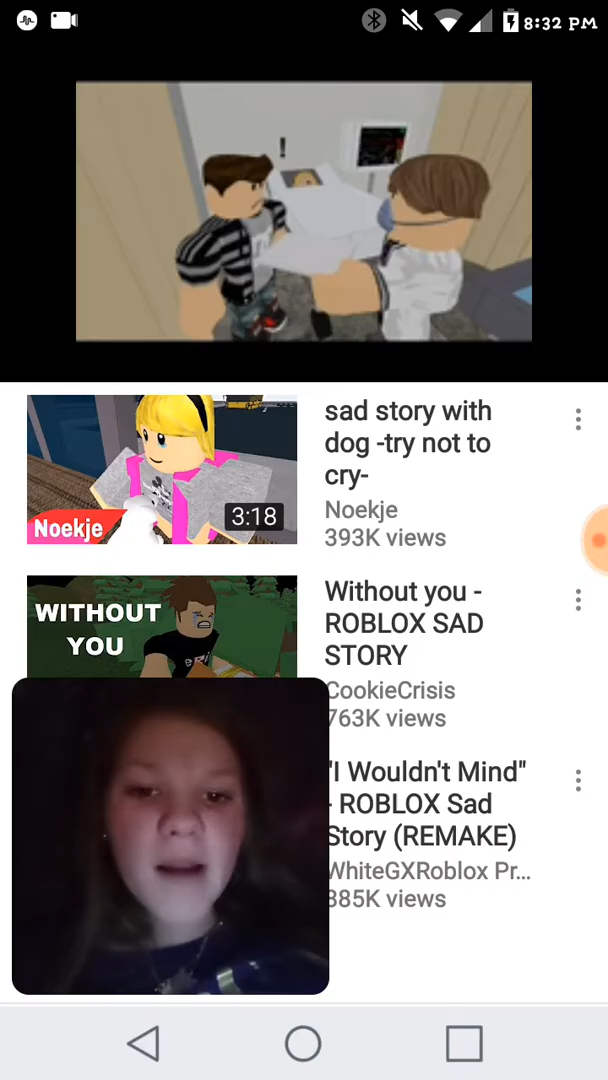 8:32 PM
sad story with
dog -try not to
cry-
Noekje
393K views
Noekje
3:18
Without you -
ROBLOX SAD
STORY
CookieCrisis
763K views
WITHOUT
YOU
"I Wouldn't Mind"
- ROBLOX Sad
Story (REMAKE)
WhiteGXRoblox Pr...
885K views